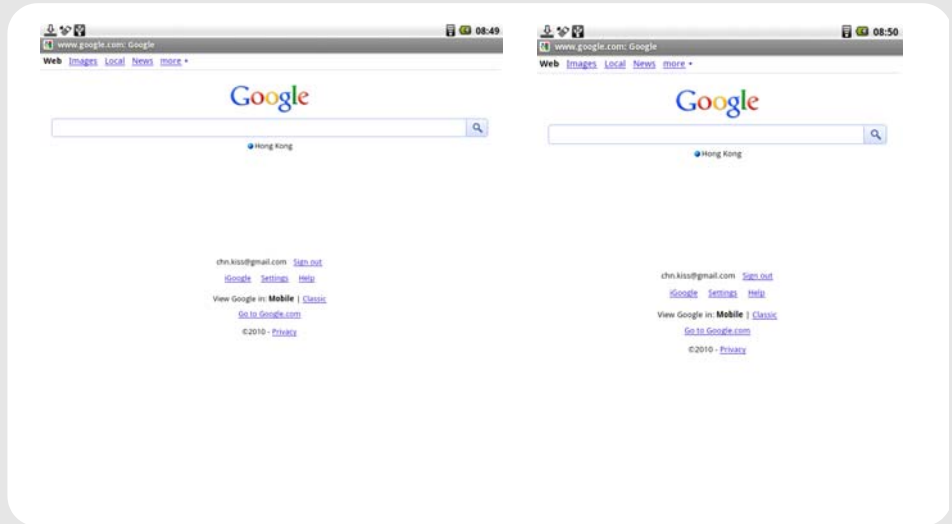 08:49
www.google.com: Google
Web Images Local News more
Google
Hong Kong
chn.kiss@gmail.com Sign out
iGoogle Settings Help
View Google in: Mobile | Classic
Go to Google.com
©2010 - Privacy
08:50
www.google.com: Google
Web Images Local News more
Google
Hong Kong
chn.kiss@gmail.com Sign out
iGoogle Settings Help
View Google in: Mobile | Classic
Go to Google.com
©2010 - Privacy